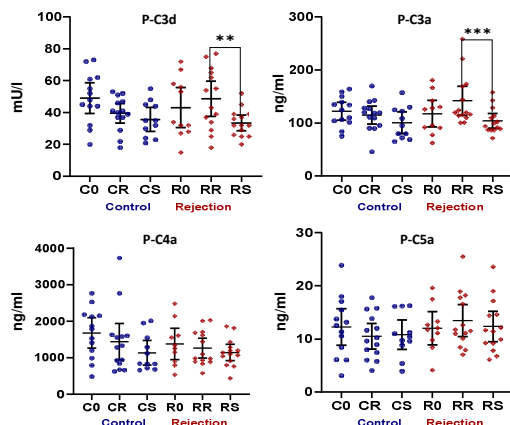 P-C3d
mU/l
100
80
60
40
20
0
**
C0 CR CS R0 RR RS
Control Rejection
P-C3a
ng/ml
300
200
100
0
***
C0 CR CS R0 RR RS
Control Rejection
P-C4a
ng/ml
4000
3000
2000
1000
0
C0 CR CS R0 RR RS
Control Rejection
P-C5a
ng/ml
30
20
10
0
C0 CR CS R0 RR RS
Control Rejection